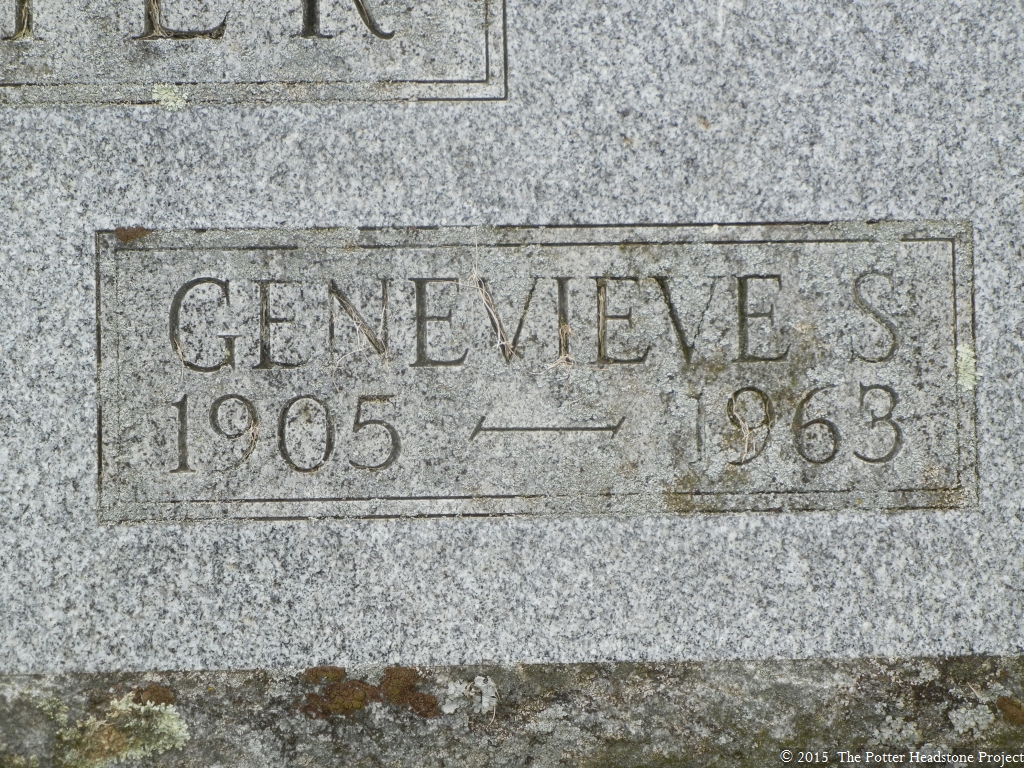 GENEVIEVE S
1905 — 1963
© 2015 The Potter Headstone Project